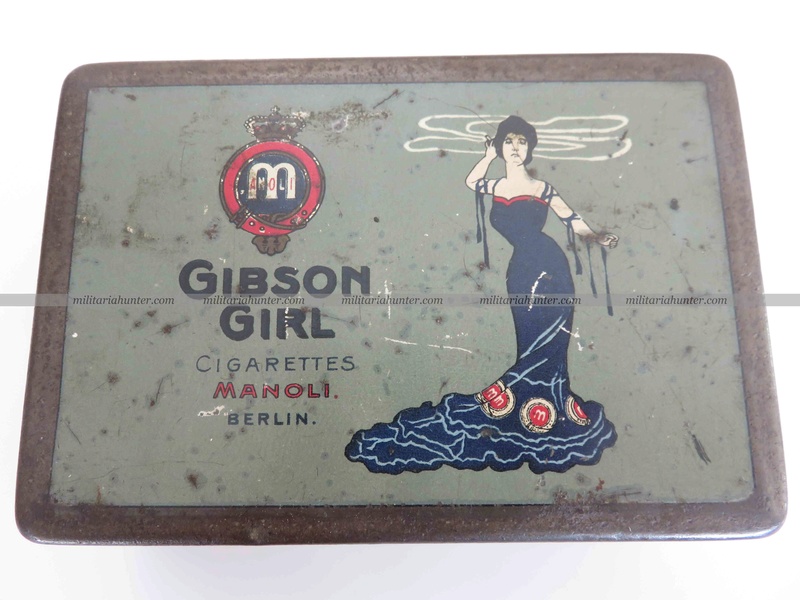 m
MANOLI
GIBSON
GIRL
CIGARETTES
MANOLI.
BERLIN.
m m
militariahunter.com militariahunter.com militariahunter.com militariahunter.com militariahunter.com